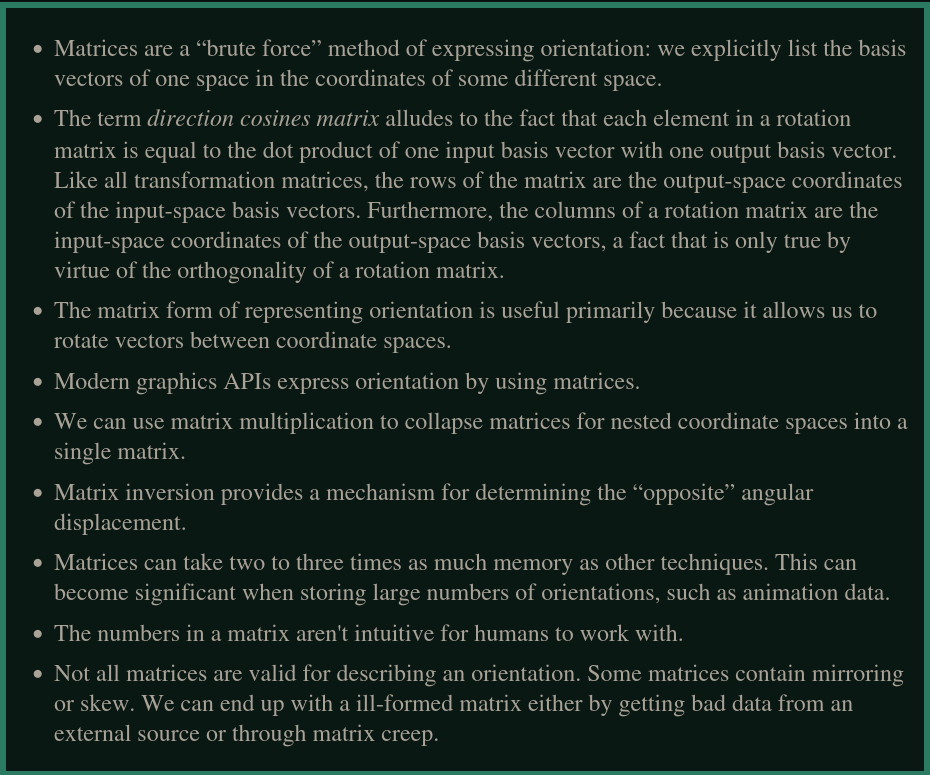 • Matrices are a “brute force” method of expressing orientation: we explicitly list the basis
vectors of one space in the coordinates of some different space.
• The term direction cosines matrix alludes to the fact that each element in a rotation
matrix is equal to the dot product of one input basis vector with one output basis vector.
Like all transformation matrices, the rows of the matrix are the output-space coordinates
of the input-space basis vectors. Furthermore, the columns of a rotation matrix are the
input-space coordinates of the output-space basis vectors, a fact that is only true by
virtue of the orthogonality of a rotation matrix.
• The matrix form of representing orientation is useful primarily because it allows us to
rotate vectors between coordinate spaces.
• Modern graphics APIs express orientation by using matrices.
• We can use matrix multiplication to collapse matrices for nested coordinate spaces into a
single matrix.
• Matrix inversion provides a mechanism for determining the “opposite” angular
displacement.
• Matrices can take two to three times as much memory as other techniques. This can
become significant when storing large numbers of orientations, such as animation data.
• The numbers in a matrix aren't intuitive for humans to work with.
• Not all matrices are valid for describing an orientation. Some matrices contain mirroring
or skew. We can end up with a ill-formed matrix either by getting bad data from an
external source or through matrix creep.